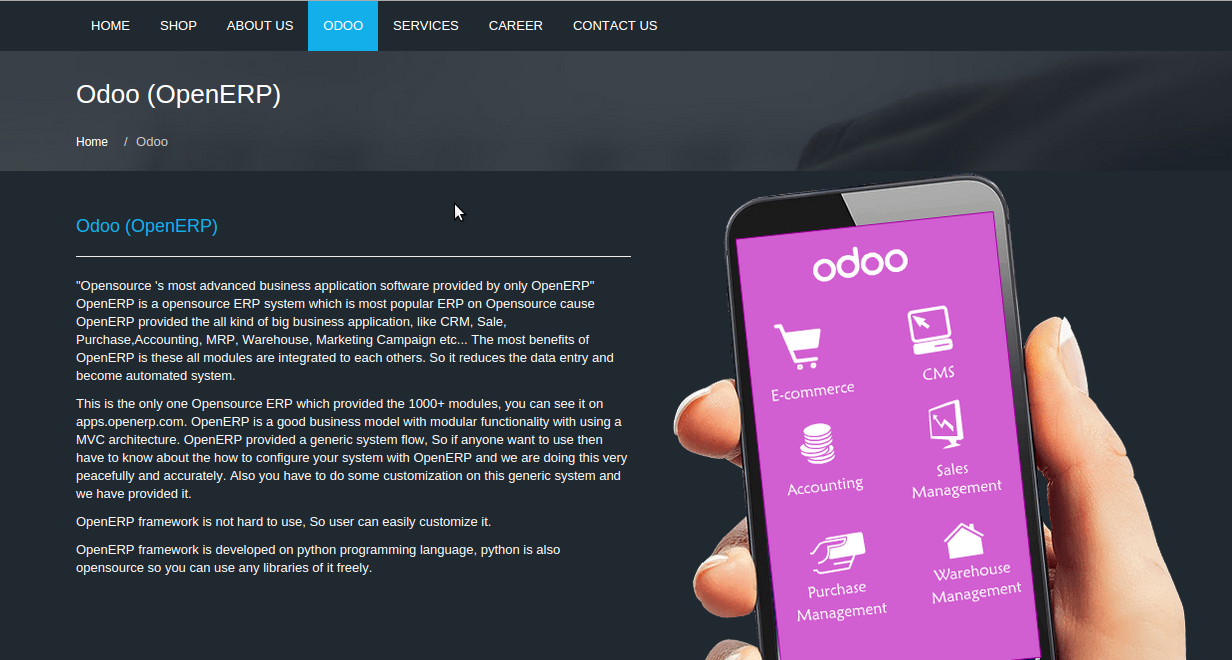 HOME SHOP ABOUT US ODOO SERVICES CAREER CONTACT US
Odoo (OpenERP)
Home / Odoo
Odoo (OpenERP)
"Opensource 's most advanced business application software provided by only OpenERP"
OpenERP is a opensource ERP system which is most popular ERP on Opensource cause
OpenERP provided the all kind of big business application, like CRM, Sale,
Purchase,Accounting, MRP, Warehouse, Marketing Campaign etc... The most benefits of
OpenERP is these all modules are integrated to each others. So it reduces the data entry and
become automated system.
This is the only one Opensource ERP which provided the 1000+ modules, you can see it on
apps.openerp.com. OpenERP is a good business model with modular functionality with using a
MVC architecture. OpenERP provided a generic system flow, So if anyone want to use then
have to know about the how to configure your system with OpenERP and we are doing this very
peacefully and accurately. Also you have to do some customization on this generic system and
we have provided it.
OpenERP framework is not hard to use, So user can easily customize it.
OpenERP framework is developed on python programming language, python is also
opensource so you can use any libraries of it freely.
odoo
E-commerce
CMS
Accounting
Sales
Management
Purchase
Management
Warehouse
Management